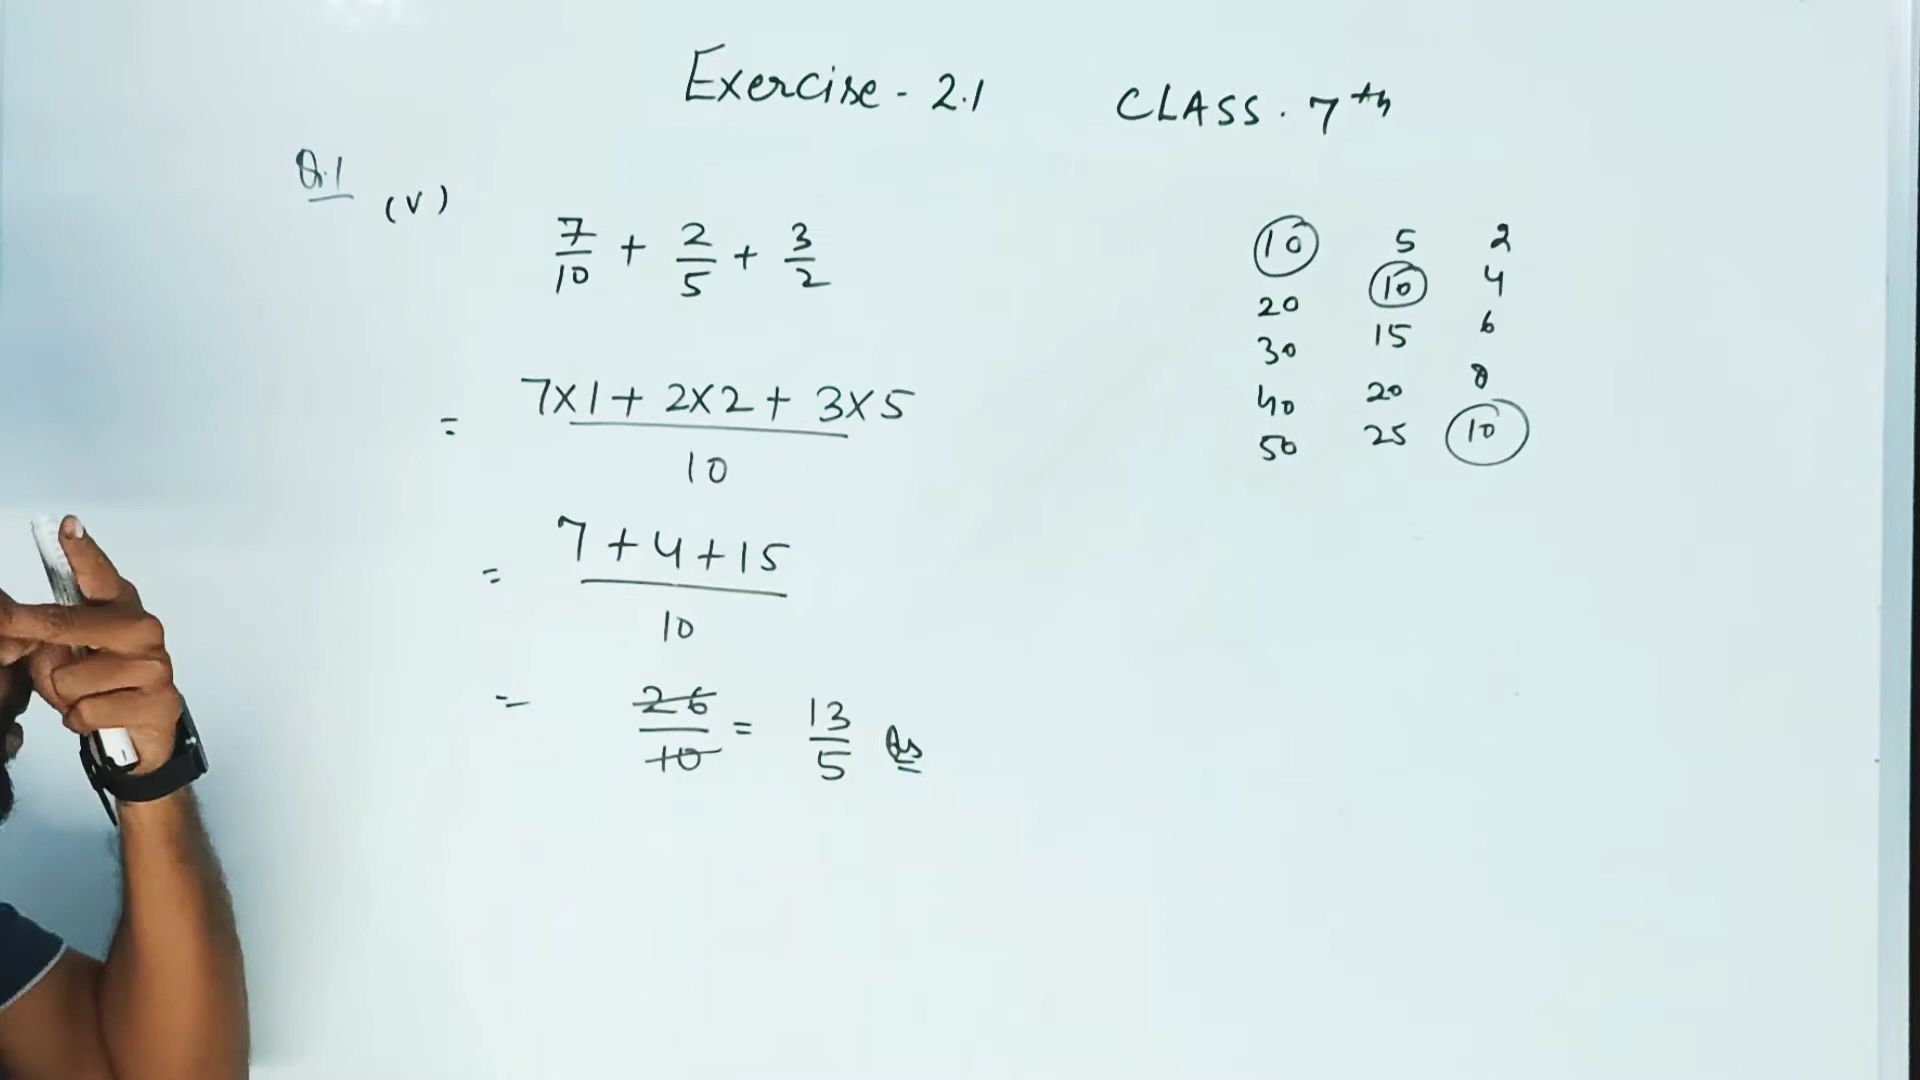 Exercise - 2.1 CLASS. 7th
Q.1 (V)
7/10 + 2/5 + 3/2
= 7×1 + 2×2 + 3×5 / 10
= 7 + 4 + 15 / 10
= 26/10 = 13/5 As
10 5 2
20 10 4
30 15 6
40 20 8
50 25 10